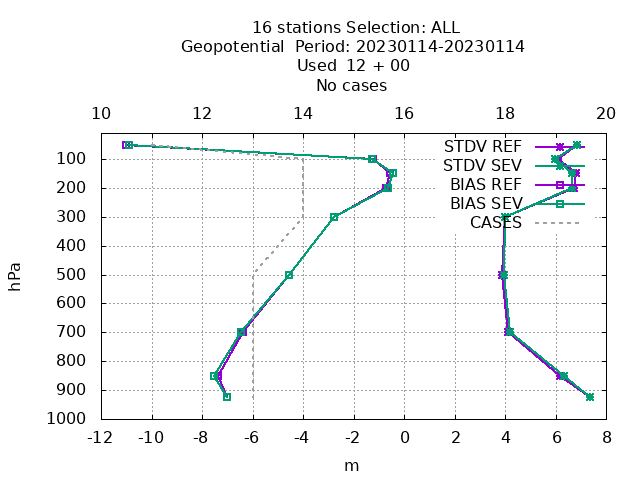 16 stations Selection: ALL
Geopotential  Period: 20230114-20230114
Used  12 + 00
No cases
10 12 14 16 18 20
STDV REF
STDV SEV
BIAS REF
BIAS SEV
CASES
hPa
100
200
300
400
500
600
700
800
900
1000
-12 -10 -8 -6 -4 -2 0 2 4 6 8
m